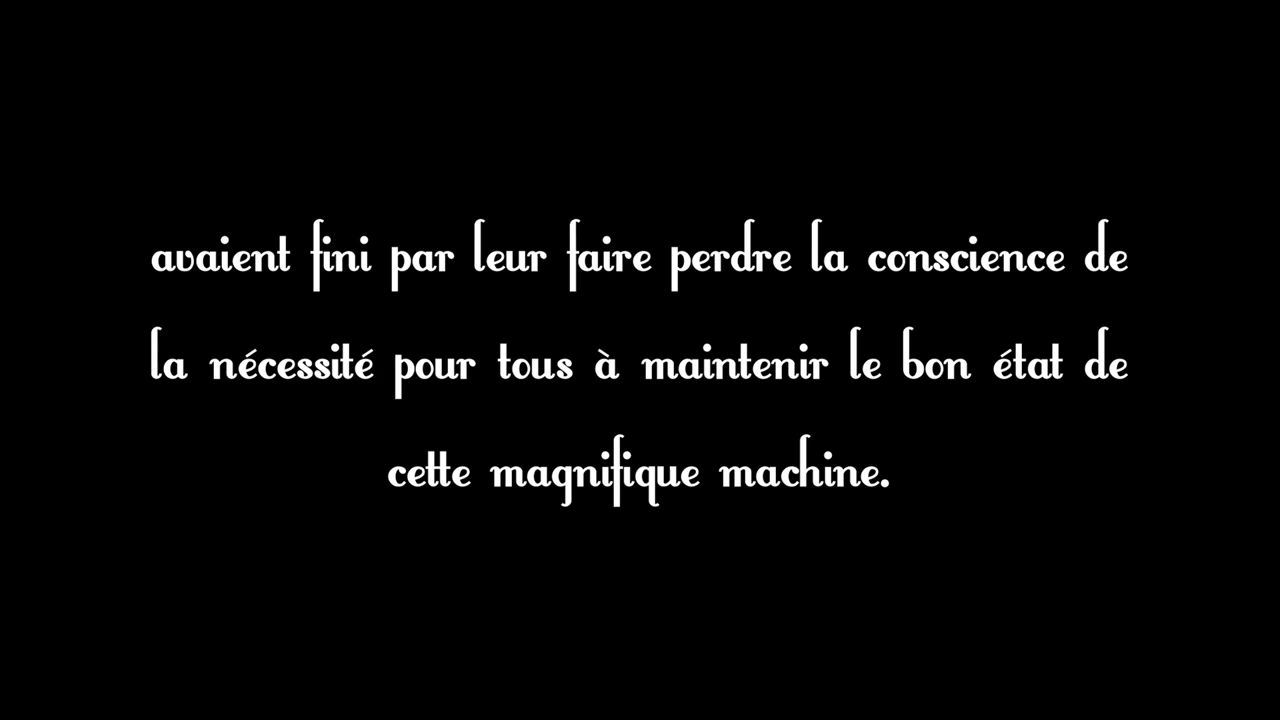 avaient fini par leur faire perdre la conscience de
la nécessité pour tous à maintenir le bon état de
cette magnifique machine.